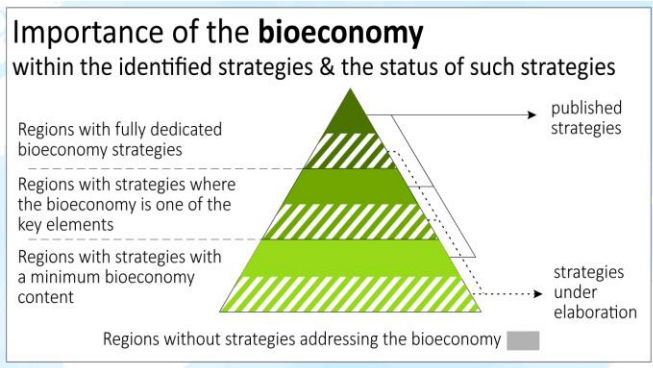 Importance of the bioeconomy
within the identified strategies & the status of such strategies
Regions with fully dedicated
bioeconomy strategies
Regions with strategies where
the bioeconomy is one of the
key elements
Regions with strategies with
a minimum bioeconomy
content
published
strategies
strategies
under
elaboration
Regions without strategies addressing the bioeconomy